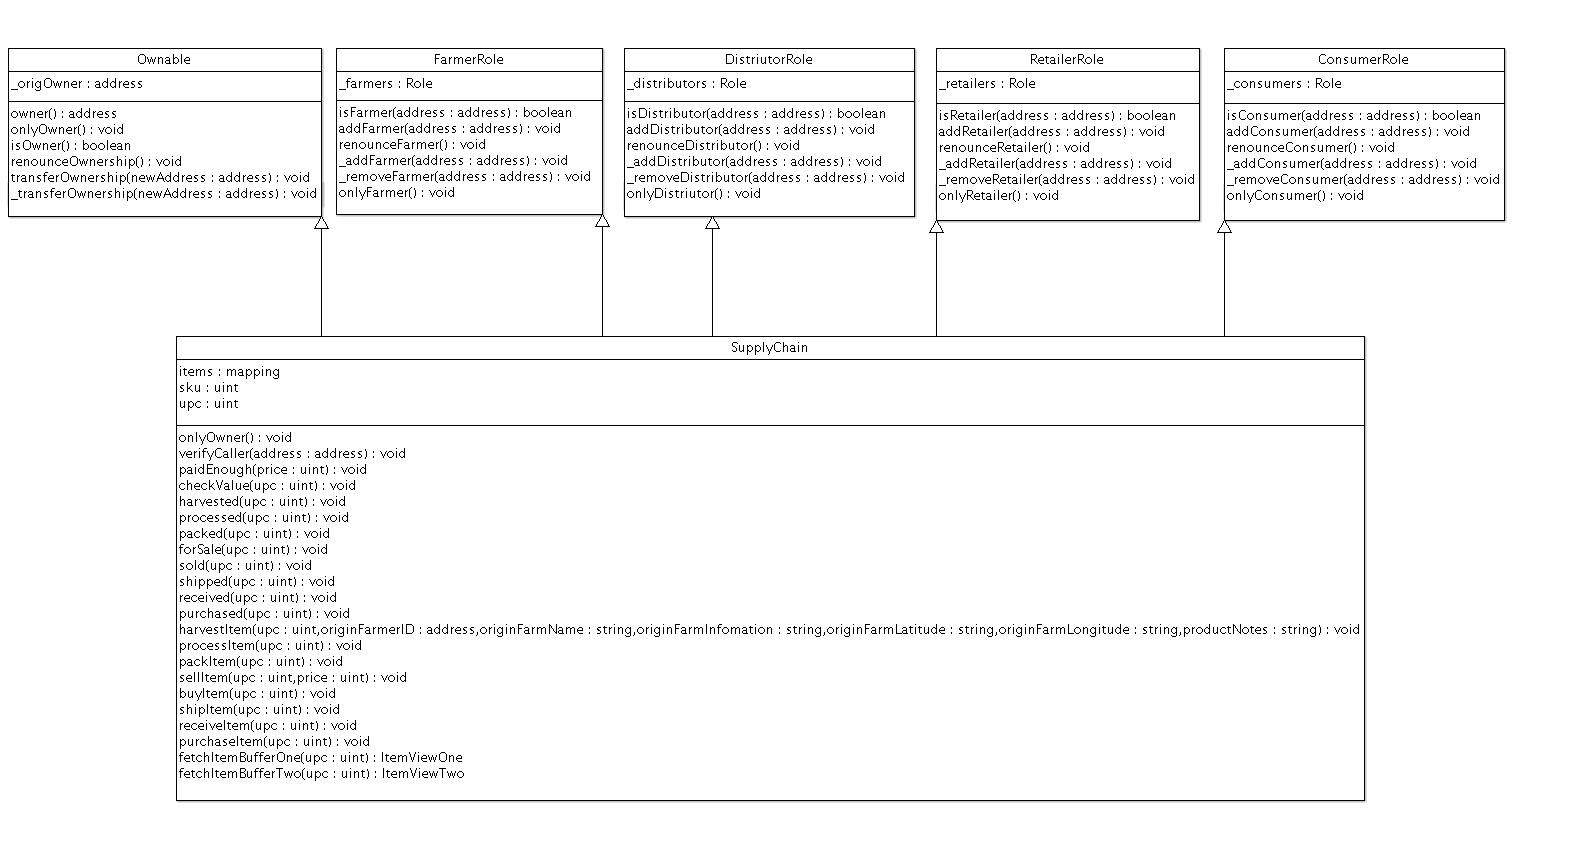 Ownable
_origOwner : address
owner() : address
onlyOwner() : void
isOwner() : boolean
renounceOwnership() : void
transferOwnership(newAddress : address) : void
_transferOwnership(newAddress : address) : void
FarmerRole
_farmers : Role
isFarmer(address : address) : boolean
addFarmer(address : address) : void
renounceFarmer() : void
_addFarmer(address : address) : void
_removeFarmer(address : address) : void
onlyFarmer() : void
DistriutorRole
_distributors : Role
isDistributor(address : address) : boolean
addDistributor(address : address) : void
renounceDistributor() : void
_addDistributor(address : address) : void
_removeDistributor(address : address) : void
onlyDistriutor() : void
RetailerRole
_retailers : Role
isRetailer(address : address) : boolean
addRetailer(address : address) : void
renounceRetailer() : void
_addRetailer(address : address) : void
_removeRetailer(address : address) : void
onlyRetailer() : void
ConsumerRole
_consumers : Role
isConsumer(address : address) : boolean
addConsumer(address : address) : void
renounceConsumer() : void
_addConsumer(address : address) : void
_removeConsumer(address : address) : void
onlyConsumer() : void
SupplyChain
items : mapping
sku : uint
upc : uint
onlyOwner() : void
verifyCaller(address : address) : void
paidEnough(price : uint) : void
checkValue(upc : uint) : void
harvested(upc : uint) : void
processed(upc : uint) : void
packed(upc : uint) : void
forSale(upc : uint) : void
sold(upc : uint) : void
shipped(upc : uint) : void
received(upc : uint) : void
purchased(upc : uint) : void
harvestItem(upc : uint,originFarmerID : address,originFarmName : string,originFarmInfomation : string,originFarmLatitude : string,originFarmLongitude : string,productNotes : string) : void
processItem(upc : uint) : void
packItem(upc : uint) : void
sellItem(upc : uint,price : uint) : void
buyItem(upc : uint) : void
shipItem(upc : uint) : void
receiveItem(upc : uint) : void
purchaseItem(upc : uint) : void
fetchItemBufferOne(upc : uint) : ItemViewOne
fetchItemBufferTwo(upc : uint) : ItemViewTwo